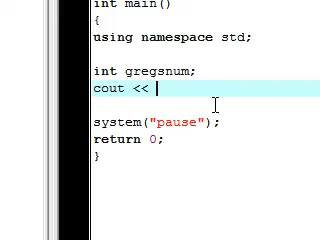 int main()
{
using namespace std;
int gregsnum;
cout <<
system("pause");
return 0;
}